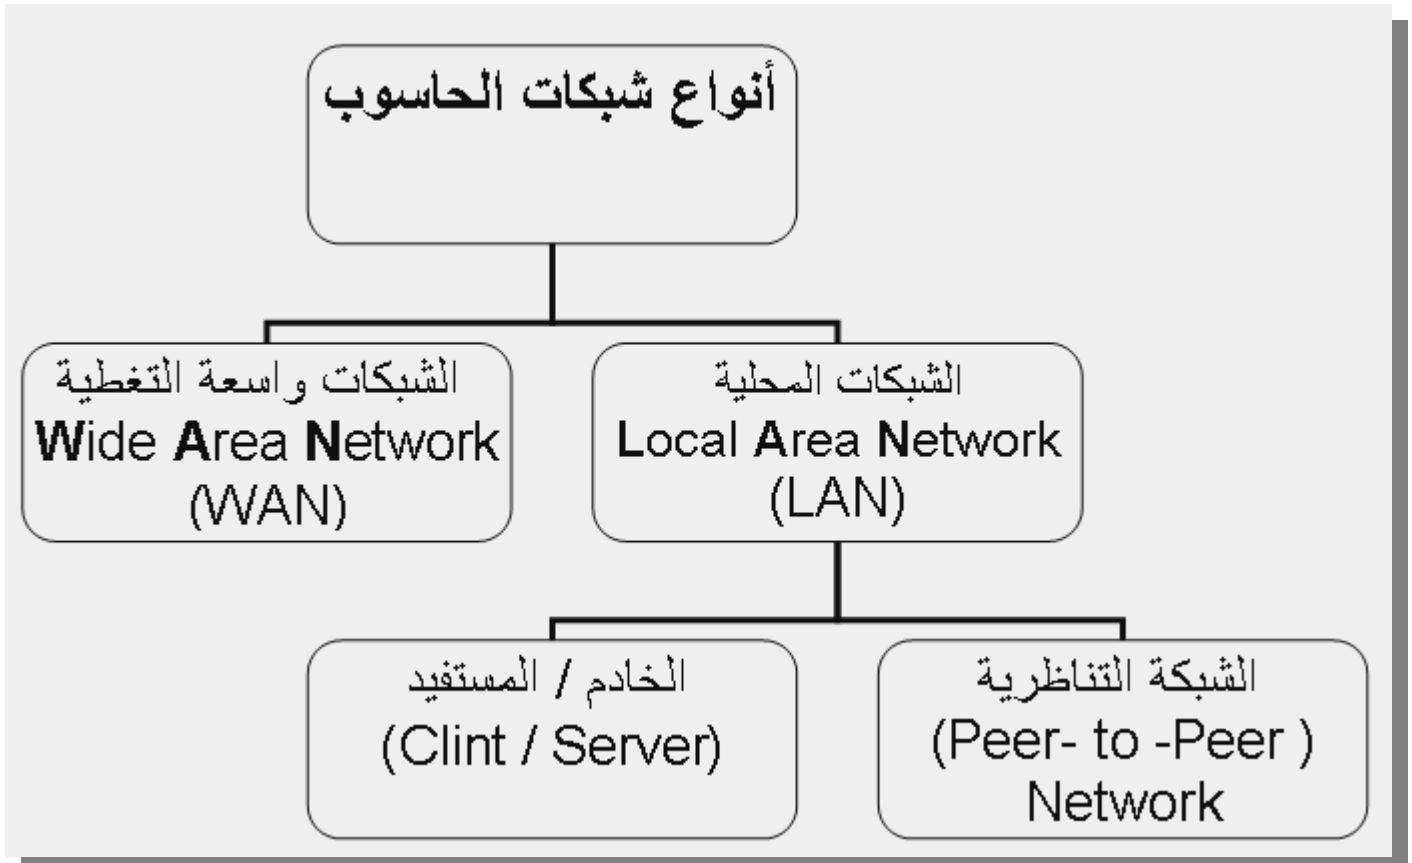 أنواع شبكات الحاسوب
الشبكات المحلية
Local Area Network
(LAN)
الشبكات واسعة التغطية
Wide Area Network
(WAN)
الشبكة التناظرية
(Peer- to -Peer )
Network
الخادم / المستفيد
(Clint / Server)